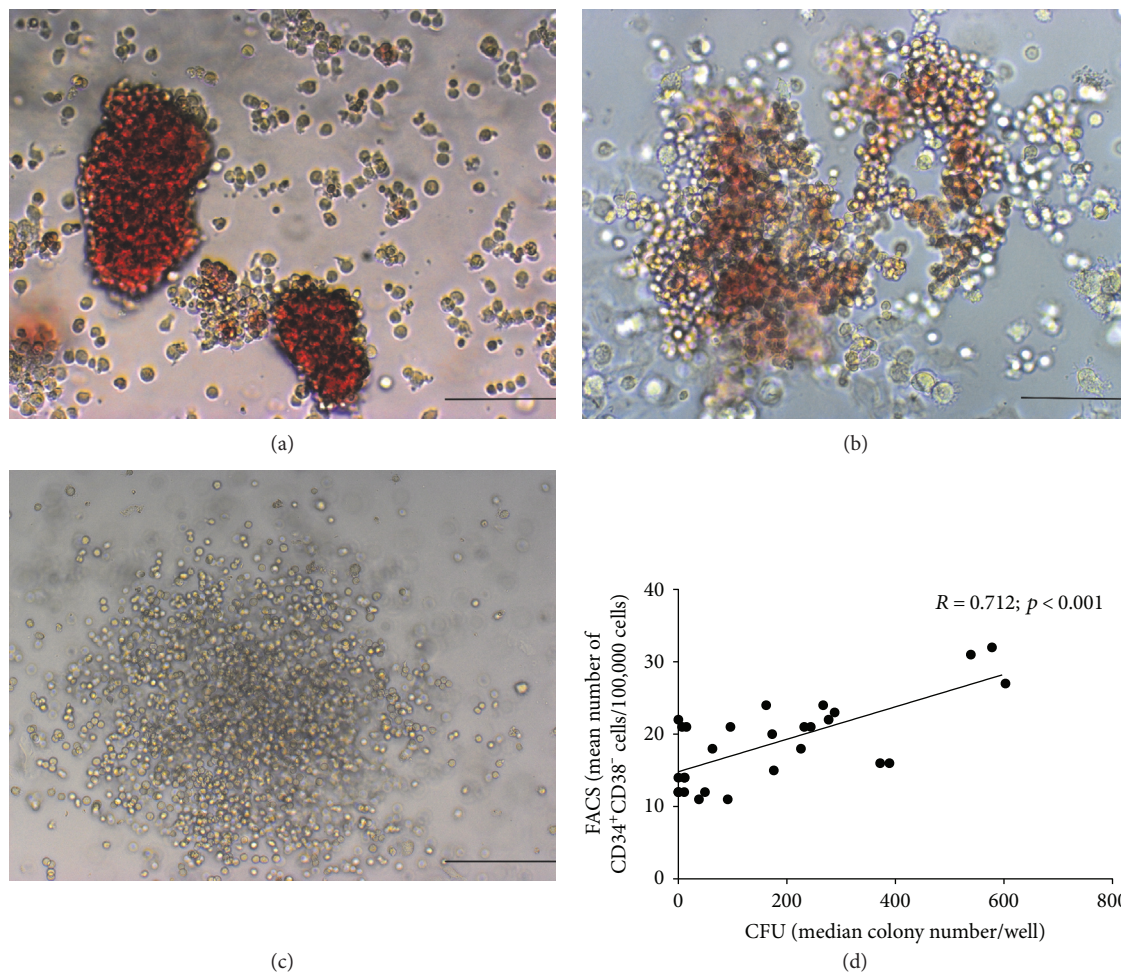 (a)
(b)
(c)
R = 0.712; p < 0.001
FACS (mean number of
CD34⁺CD38⁻ cells/100,000 cells)
40
30
20
10
0
0 200 400 600 800
CFU (median colony number/well)
(d)